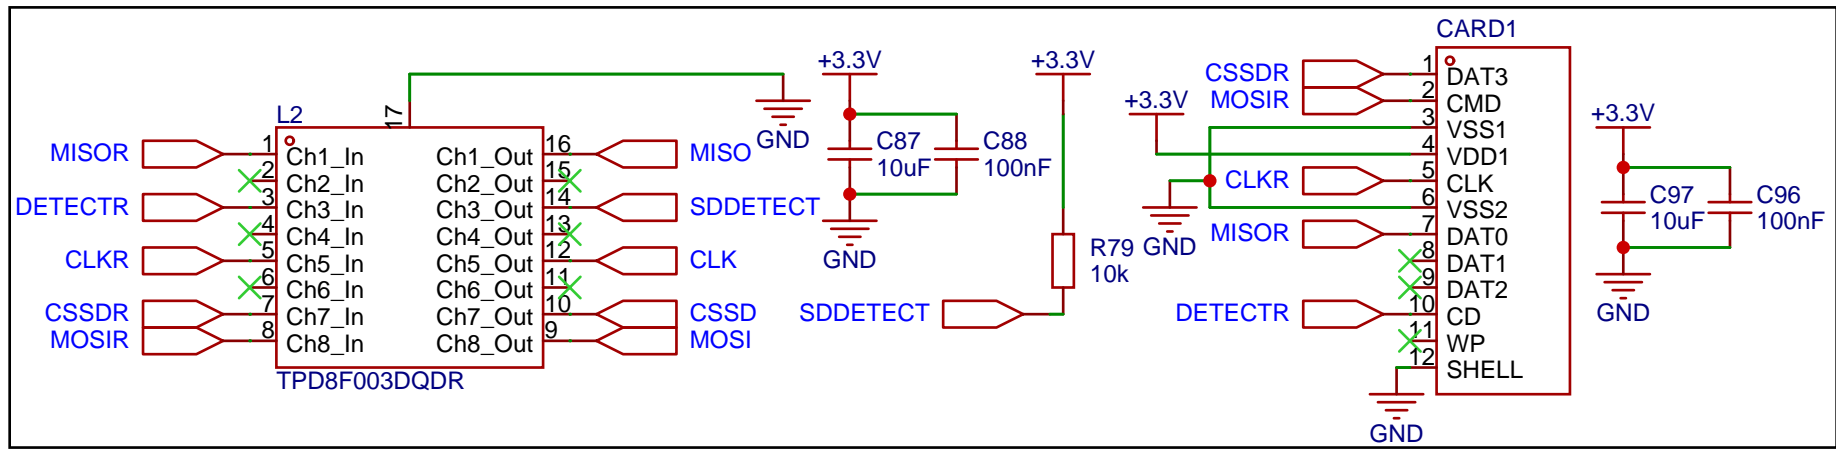 L2
17
GND
MISOR 1 Ch1_In Ch1_Out 16 MISO
2 Ch2_In Ch2_Out 15
DETECTR 3 Ch3_In Ch3_Out 14 SDDETECT
4 Ch4_In Ch4_Out 13
CLKR 5 Ch5_In Ch5_Out 12 CLK
6 Ch6_In Ch6_Out 11
CSSDR 7 Ch7_In Ch7_Out 10 CSSD
MOSIR 8 Ch8_In Ch8_Out 9 MOSI
TPD8F003DQDR
+3.3V
C87
10uF
C88
100nF
GND
+3.3V
R79
10k
SDDETECT
CARD1
CSSDR 1 DAT3
MOSIR 2 CMD
3 VSS1
+3.3V
4 VDD1
CLKR 5 CLK
6 VSS2
GND
MISOR 7 DAT0
8 DAT1
9 DAT2
DETECTR 10 CD
11 WP
12 SHELL
GND
+3.3V
C97
10uF
C96
100nF
GND